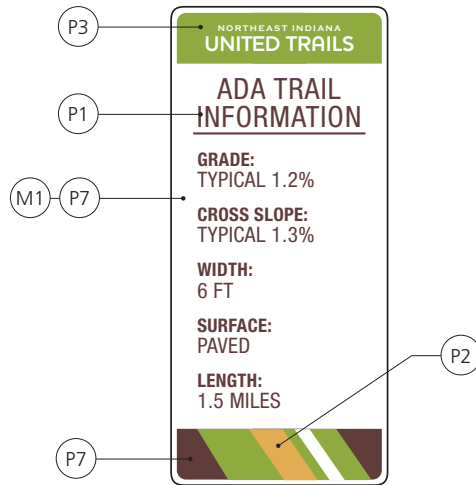 P3
NORTHEAST INDIANA
UNITED TRAILS
ADA TRAIL
P1
INFORMATION
GRADE:
TYPICAL 1.2%
M1
P7
CROSS SLOPE:
TYPICAL 1.3%
WIDTH:
6 FT
SURFACE:
PAVED
P2
LENGTH:
1.5 MILES
P7